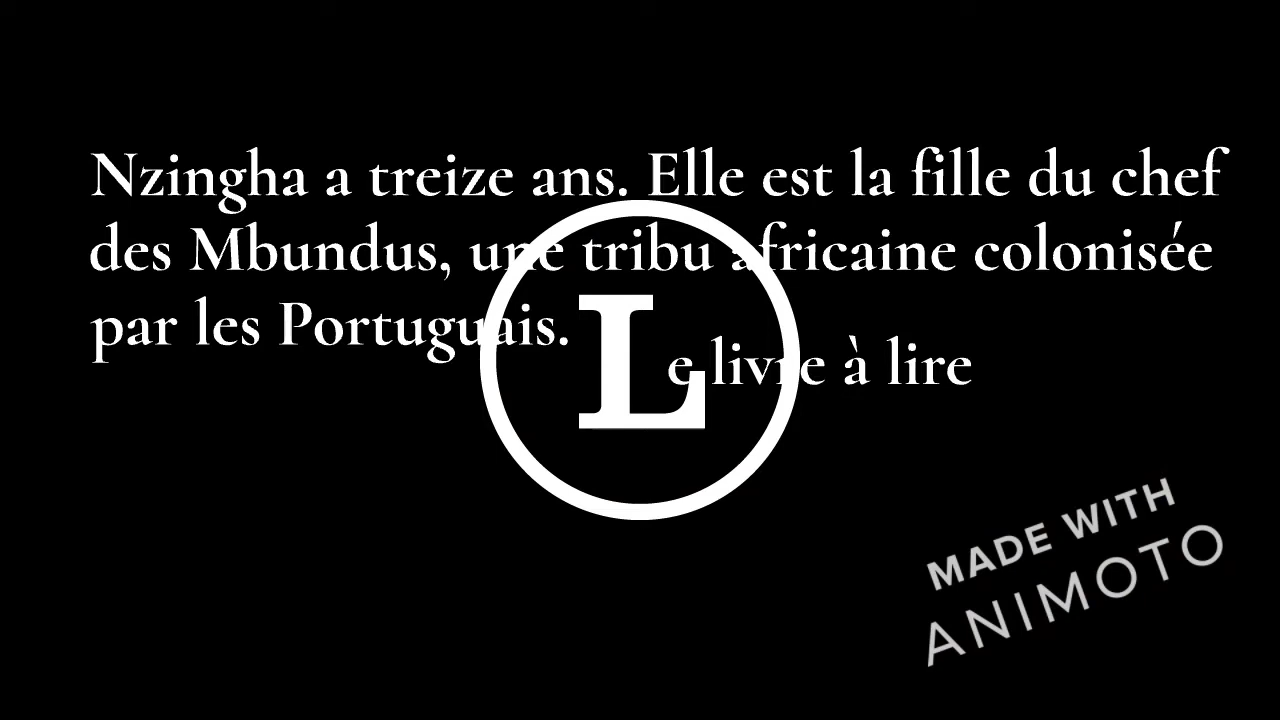 Nzingha a treize ans. Elle est la fille du chef
des Mbundus, une tribu africaine colonisée
par les Portuguais.
Le livre à lire
MADE WITH
ANIMOTO